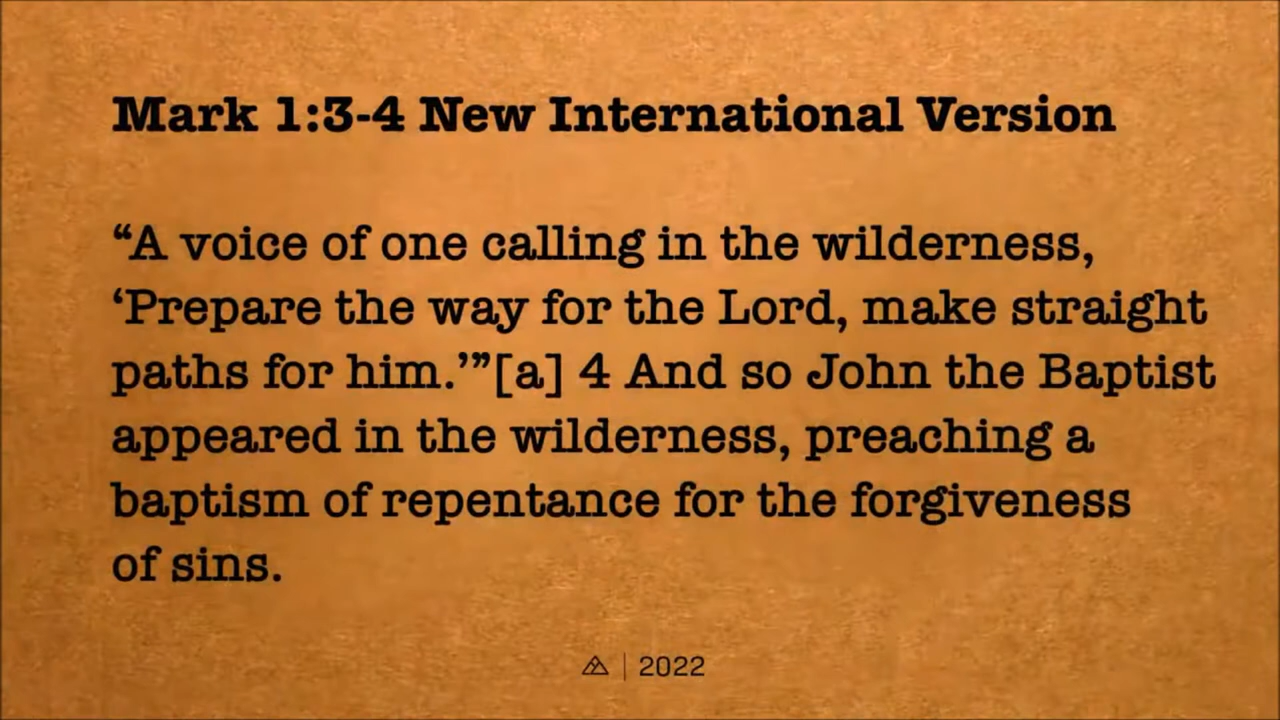 Mark 1:3-4 New International Version
“A voice of one calling in the wilderness,
‘Prepare the way for the Lord, make straight
paths for him.’”[a] 4 And so John the Baptist
appeared in the wilderness, preaching a
baptism of repentance for the forgiveness
of sins.
| 2022